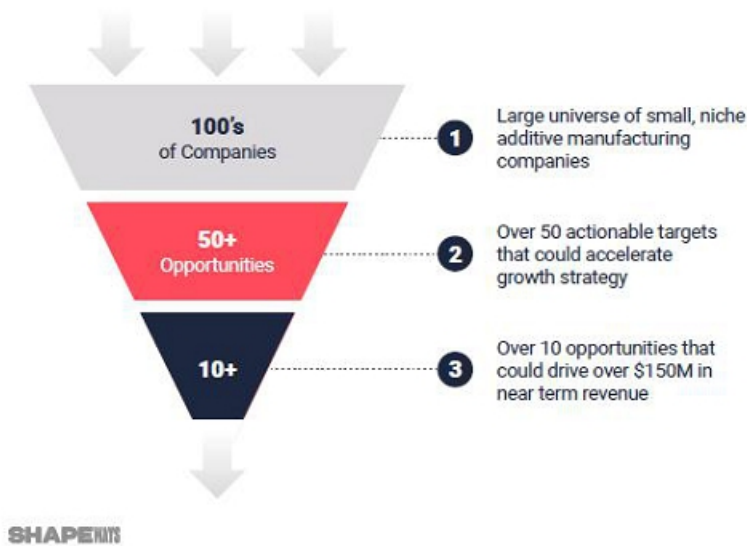 100's
of Companies
1
Large universe of small, niche
additive manufacturing
companies
50+
Opportunities
2
Over 50 actionable targets
that could accelerate
growth strategy
10+
3
Over 10 opportunities that
could drive over $150M in
near term revenue
SHAPEWAYS